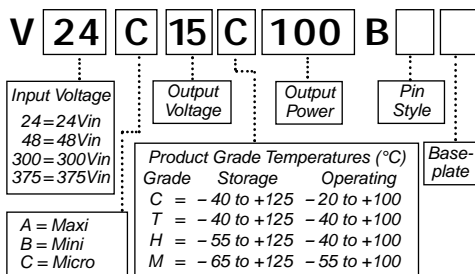 V 24 C 15 C 100 B
Input Voltage
24 = 24Vin
48 = 48Vin
300 = 300Vin
375 = 375Vin
Output
Voltage
Output
Power
Pin
Style
Base-
plate
Product Grade Temperatures (°C)
Grade Storage Operating
C = – 40 to +125 – 20 to +100
T = – 40 to +125 – 40 to +100
H = – 55 to +125 – 40 to +100
M = – 65 to +125 – 55 to +100
A = Maxi
B = Mini
C = Micro